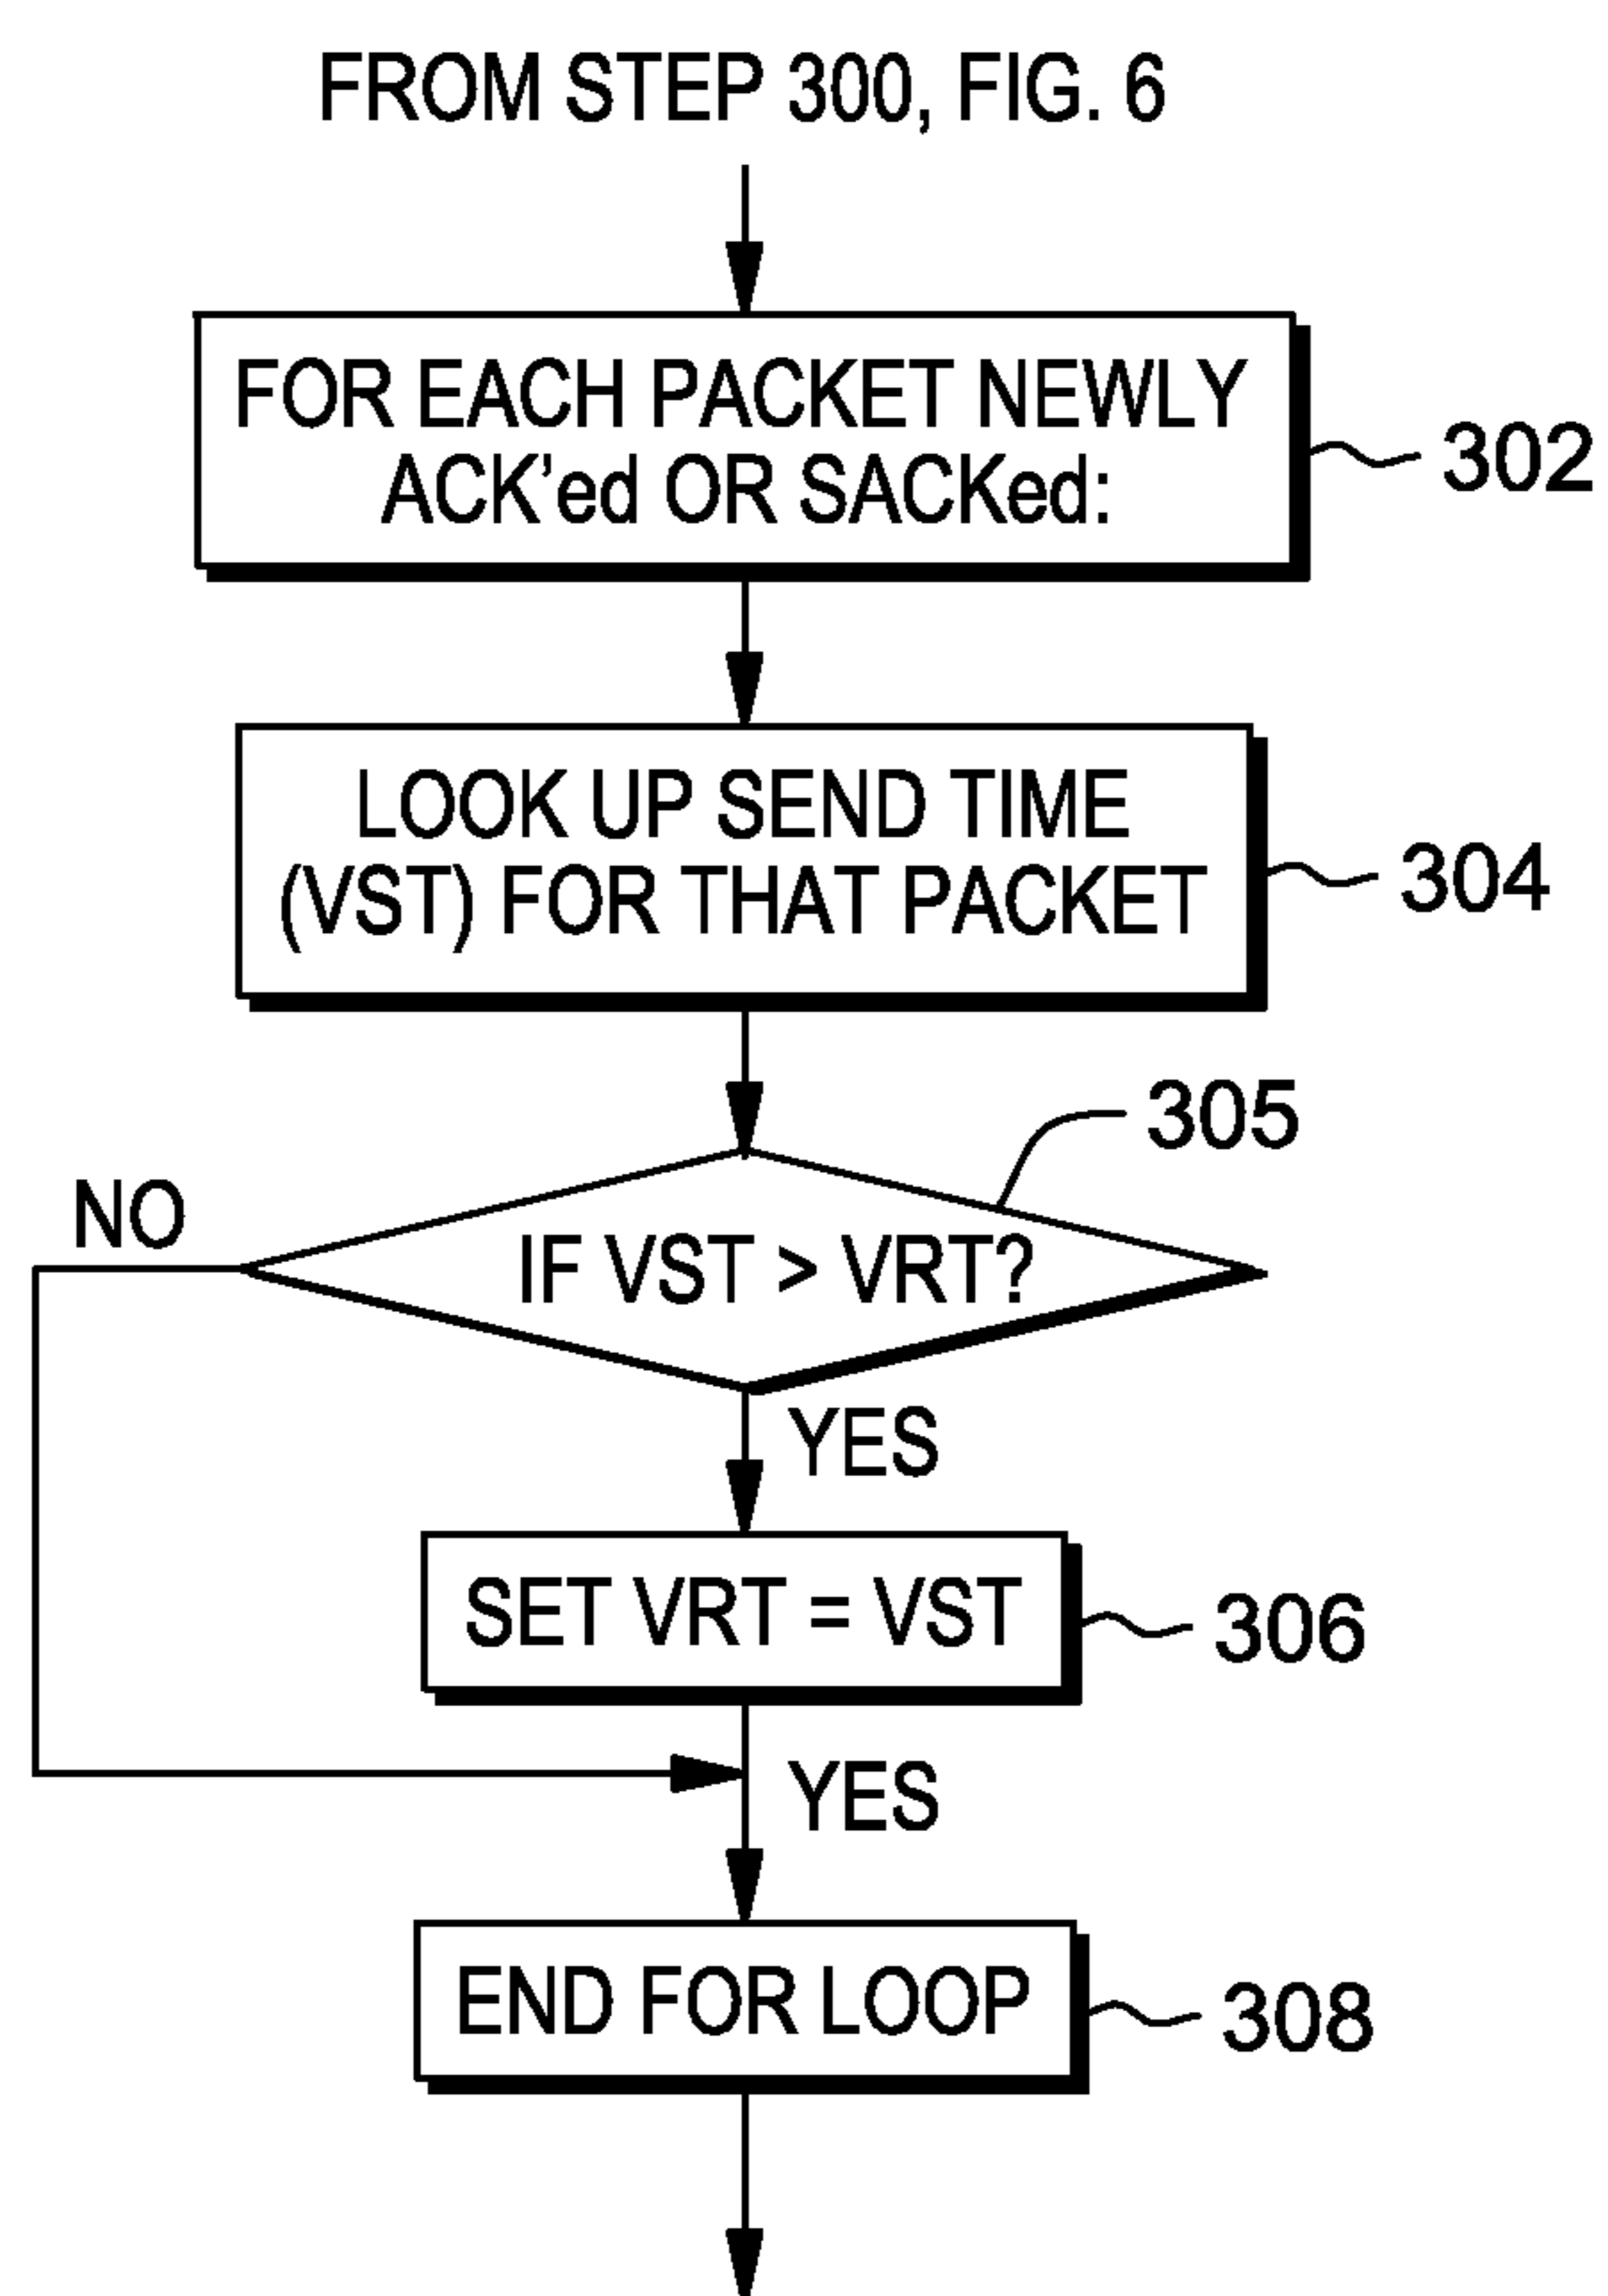 FROM STEP 300, FIG. 6
FOR EACH PACKET NEWLY
ACK'ed OR SACKed:
302
LOOK UP SEND TIME
(VST) FOR THAT PACKET
304
305
NO
IF VST > VRT?
YES
SET VRT = VST
306
YES
END FOR LOOP
308